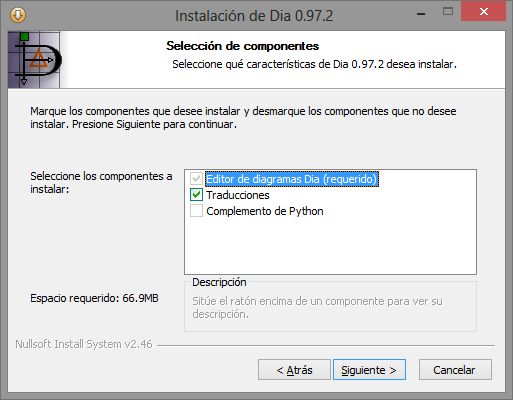 Instalación de Dia 0.97.2
Selección de componentes
Seleccione qué características de Dia 0.97.2 desea instalar.
Marque los componentes que desee instalar y desmarque los componentes que no desee
instalar. Presione Siguiente para continuar.
Seleccione los componentes a
instalar:
Editor de diagramas Dia (requerido)
Traducciones
Complemento de Python
Espacio requerido: 66.9MB
Descripción
Sitúe el ratón encima de un componente para ver su
descripción.
Nullsoft Install System v2.46
< Atrás
Siguiente >
Cancelar